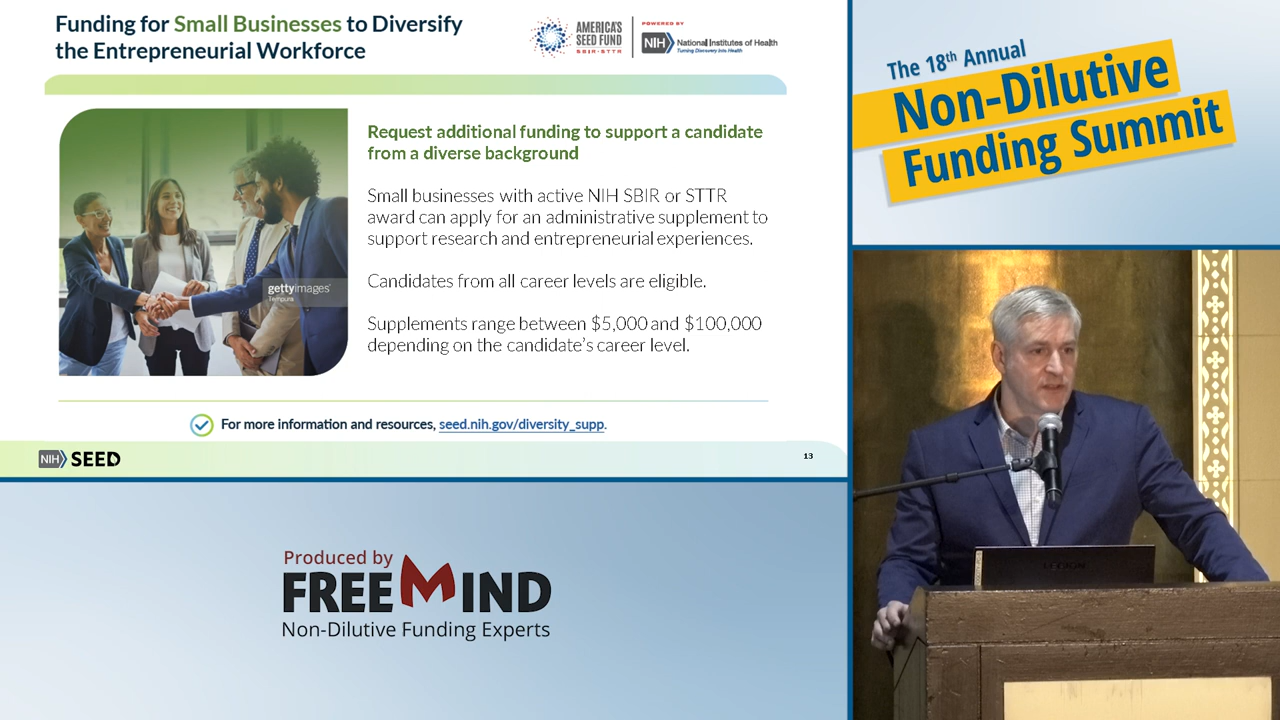 Funding for Small Businesses to Diversify
the Entrepreneurial Workforce
AMERICA'S
SEED FUND
SBIR·STTR
POWERED BY
NIH
National Institutes of Health
Turning Discovery Into Health
gettyimages®
Tempura
Request additional funding to support a candidate
from a diverse background
Small businesses with active NIH SBIR or STTR
award can apply for an administrative supplement to
support research and entrepreneurial experiences.
Candidates from all career levels are eligible.
Supplements range between $5,000 and $100,000
depending on the candidate's career level.
For more information and resources, seed.nih.gov/diversity_supp.
NIH SEED
13
The 18th Annual
Non-Dilutive
Funding Summit
LEGION
Produced by
FREEMIND
Non-Dilutive Funding Experts